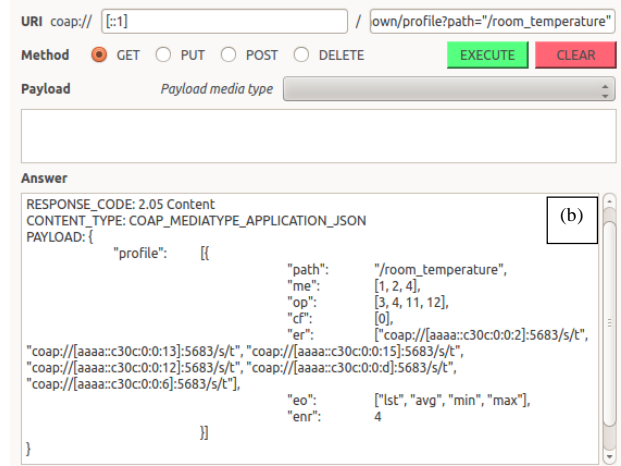 URI coap:// [::1] / own/profile?path="/room_temperature"
Method GET PUT POST DELETE EXECUTE CLEAR
Payload Payload media type
Answer
RESPONSE_CODE: 2.05 Content
(b)
CONTENT_TYPE: COAP_MEDIATYPE_APPLICATION_JSON
PAYLOAD: {
"profile": [{
"path": "/room_temperature",
"me": [1, 2, 4],
"op": [3, 4, 11, 12],
"cf": [0],
"er": ["coap://[aaaa::c30c:0:0:2]:5683/s/t",
"coap://[aaaa::c30c:0:0:13]:5683/s/t", "coap://[aaaa::c30c:0:0:15]:5683/s/t",
"coap://[aaaa::c30c:0:0:12]:5683/s/t", "coap://[aaaa::c30c:0:0:d]:5683/s/t",
"coap://[aaaa::c30c:0:0:6]:5683/s/t"],
"eo": ["lst", "avg", "min", "max"],
"enr": 4
}]
}